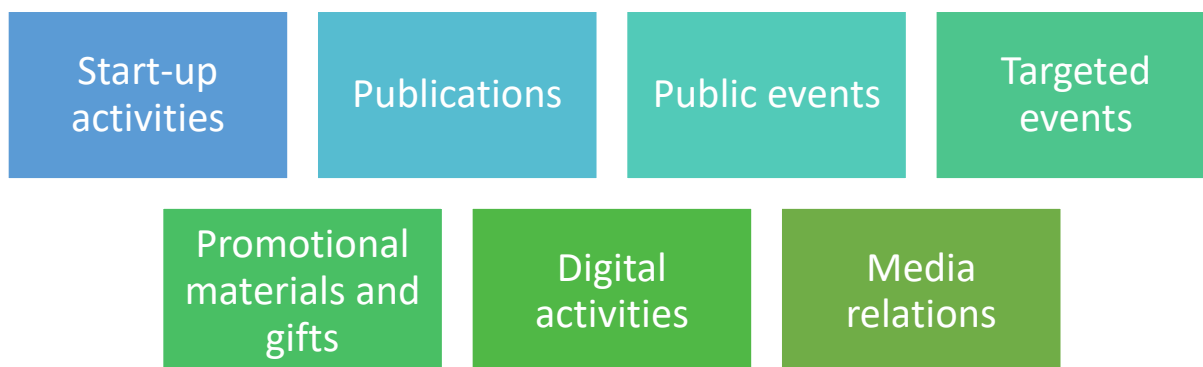 Start-up
activities
Publications
Public events
Targeted
events
Promotional
materials and
gifts
Digital
activities
Media
relations